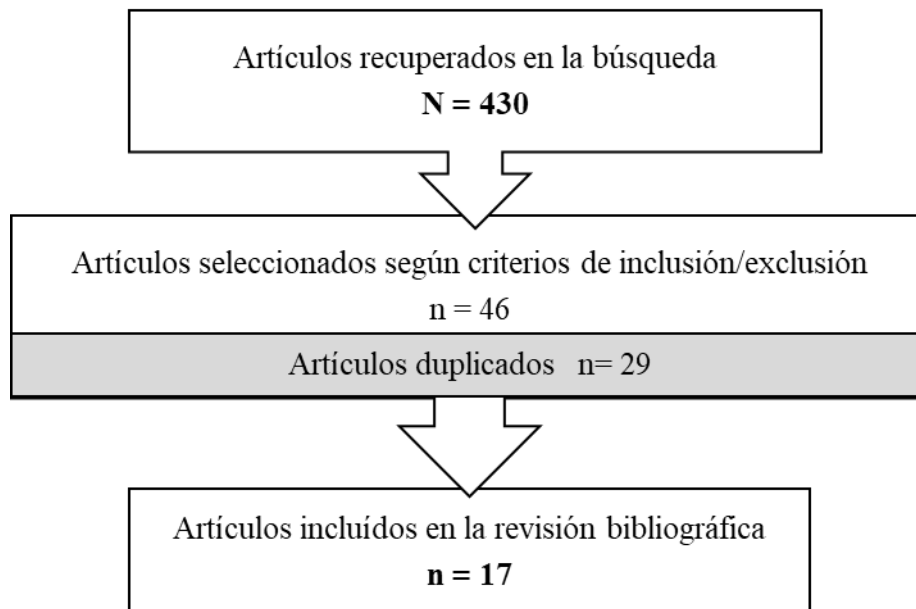 Artículos recuperados en la búsqueda
N = 430
Artículos seleccionados según criterios de inclusión/exclusión
n = 46
Artículos duplicados n= 29
Artículos incluídos en la revisión bibliográfica
n = 17